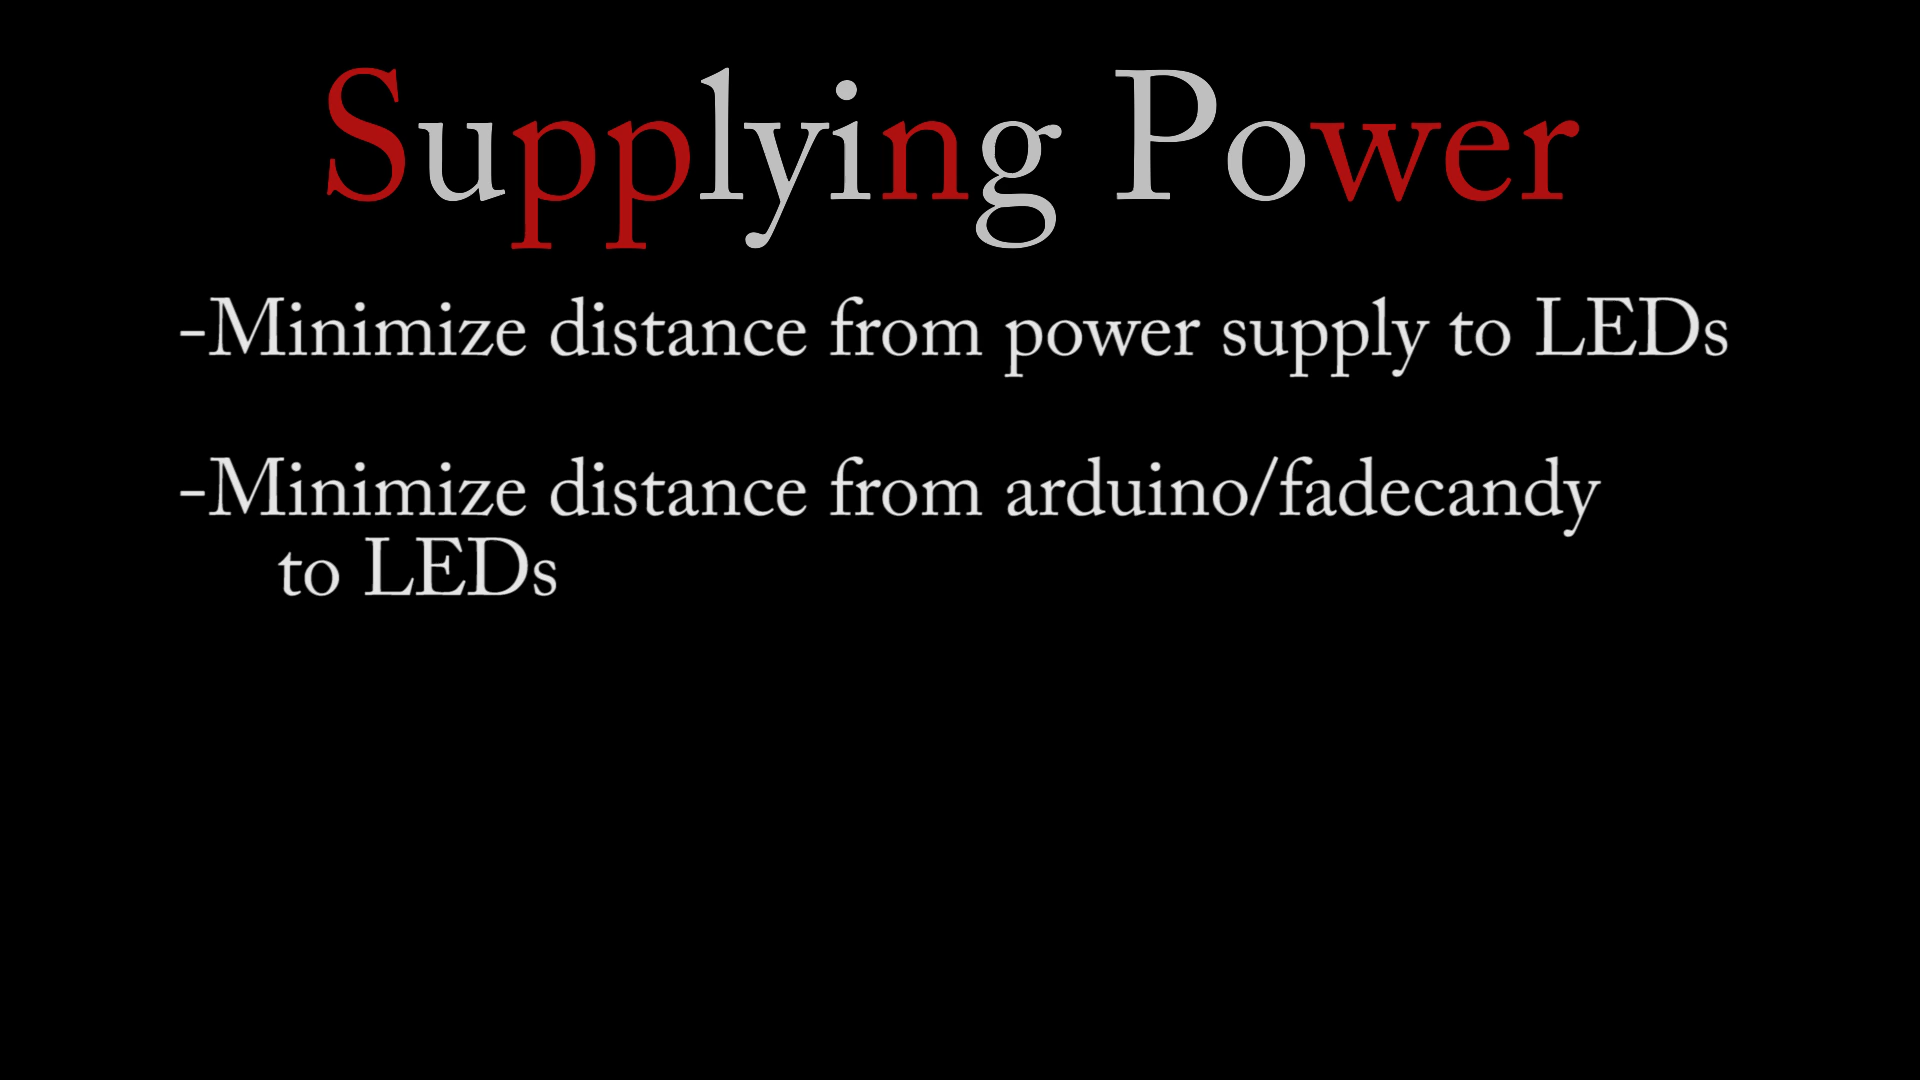 Supplying Power
-Minimize distance from power supply to LEDs
-Minimize distance from arduino/fadecandy
to LEDs